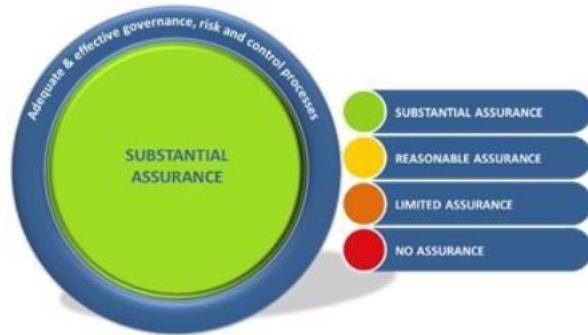 Adequate & effective governance, risk and control processes
SUBSTANTIAL
ASSURANCE
SUBSTANTIAL ASSURANCE
REASONABLE ASSURANCE
LIMITED ASSURANCE
NO ASSURANCE